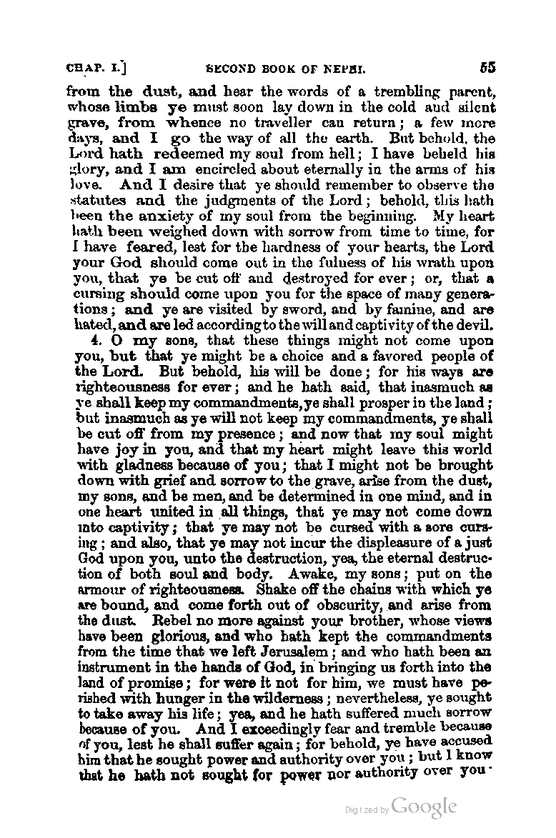 CHAP. I.] SECOND BOOK OF NEPHI. 55
from the dust, and hear the words of a trembling parent,
whose limbs ye must soon lay down in the cold and silent
grave, from whence no traveller can return; a few more
days, and I go the way of all the earth. But behold, the
Lord hath redeemed my soul from hell; I have beheld his
glory, and I am encircled about eternally in the arms of his
love. And I desire that ye should remember to observe the
statutes and the judgments of the Lord; behold, this hath
been the anxiety of my soul from the beginning. My heart
hath been weighed down with sorrow from time to time, for
I have feared, lest for the hardness of your hearts, the Lord
your God should come out in the fulness of his wrath upon
you, that ye be cut off and destroyed for ever; or, that a
cursing should come upon you for the space of many genera-
tions; and ye are visited by sword, and by famine, and are
hated, and are led according to the will and captivity of the devil.
4. O my sons, that these things might not come upon
you, but that ye might be a choice and a favored people of
the Lord. But behold, his will be done; for his ways are
righteousness for ever; and he hath said, that inasmuch as
ye shall keep my commandments, ye shall prosper in the land;
but inasmuch as ye will not keep my commandments, ye shall
be cut off from my presence; and now that my soul might
have joy in you, and that my heart might leave this world
with gladness because of you; that I might not be brought
down with grief and sorrow to the grave, arise from the dust,
my sons, and be men, and be determined in one mind, and in
one heart united in all things, that ye may not come down
into captivity; that ye may not be cursed with a sore curs-
ing; and also, that ye may not incur the displeasure of a just
God upon you, unto the destruction, yea, the eternal destruc-
tion of both soul and body. Awake, my sons; put on the
armour of righteousness. Shake off the chains with which ye
are bound, and come forth out of obscurity, and arise from
the dust. Rebel no more against your brother, whose views
have been glorious, and who hath kept the commandments
from the time that we left Jerusalem; and who hath been an
instrument in the hands of God, in bringing us forth into the
land of promise; for were it not for him, we must have pe-
rished with hunger in the wilderness; nevertheless, ye sought
to take away his life; yea, and he hath suffered much sorrow
because of you. And I exceedingly fear and tremble because
of you, lest he shall suffer again; for behold, ye have accused
him that he sought power and authority over you; but I know
that he hath not sought for power nor authority over you
Digitized by Google